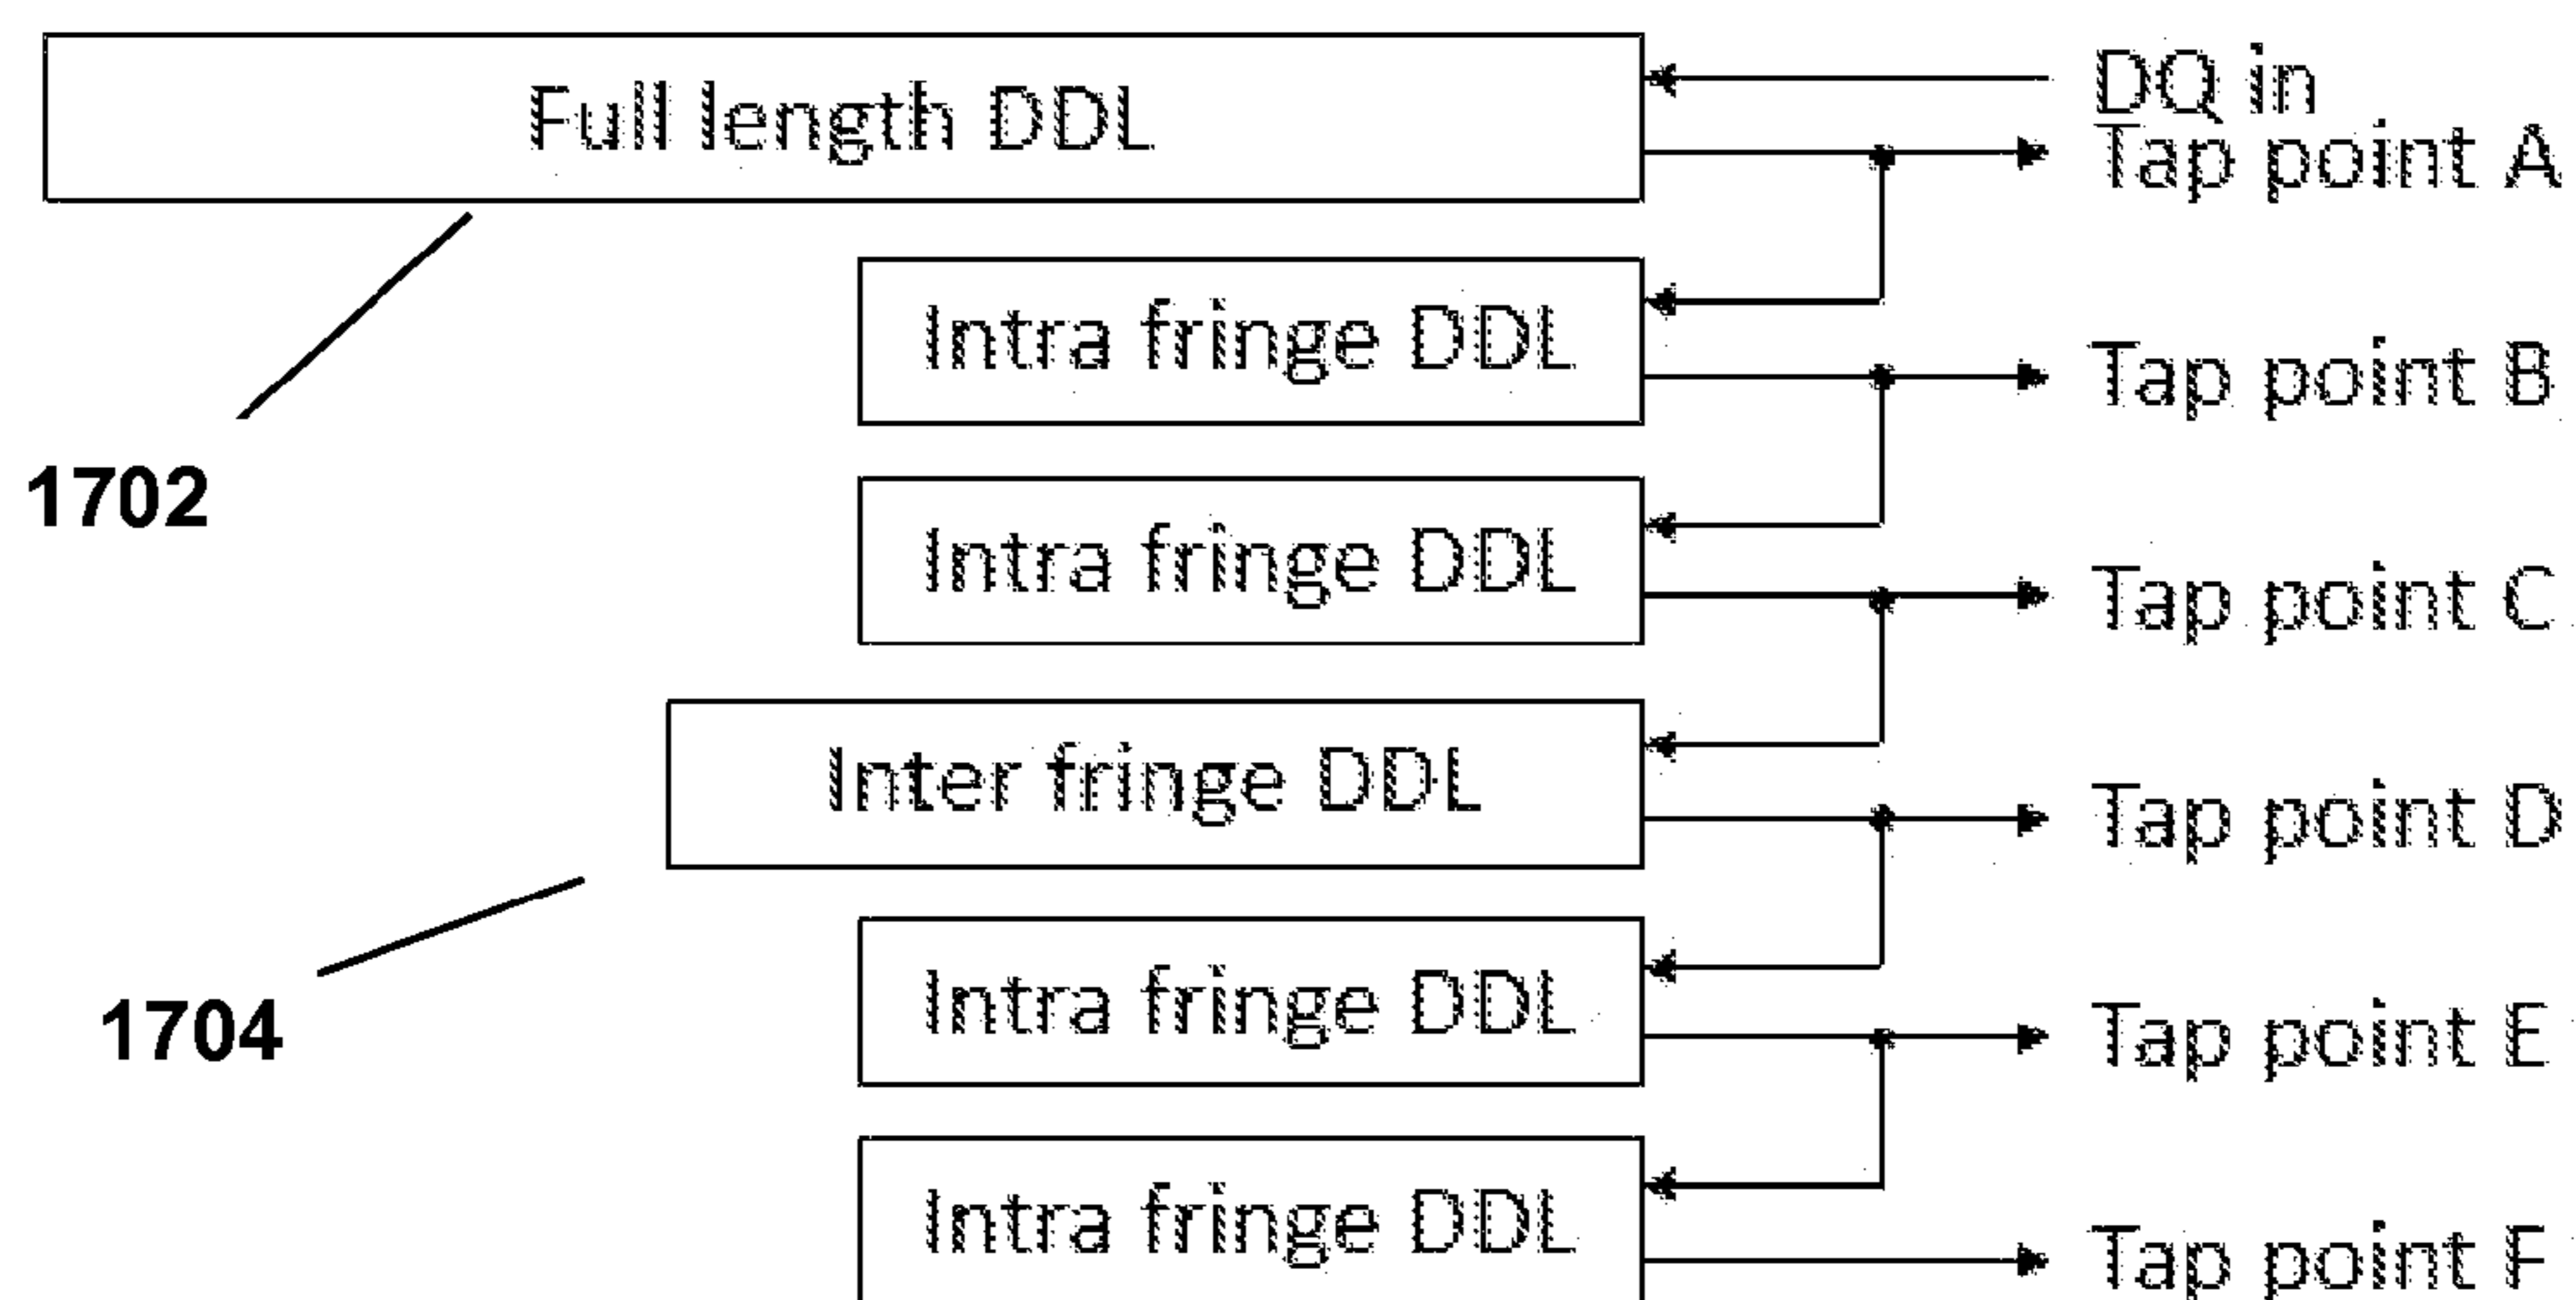 Full length DDL
DQ in
Tap point A
Intra fringe DDL
Tap point B
1702
Intra fringe DDL
Tap point C
Inter fringe DDL
Tap point D
1704
Intra fringe DDL
Tap point E
Intra fringe DDL
Tap point F